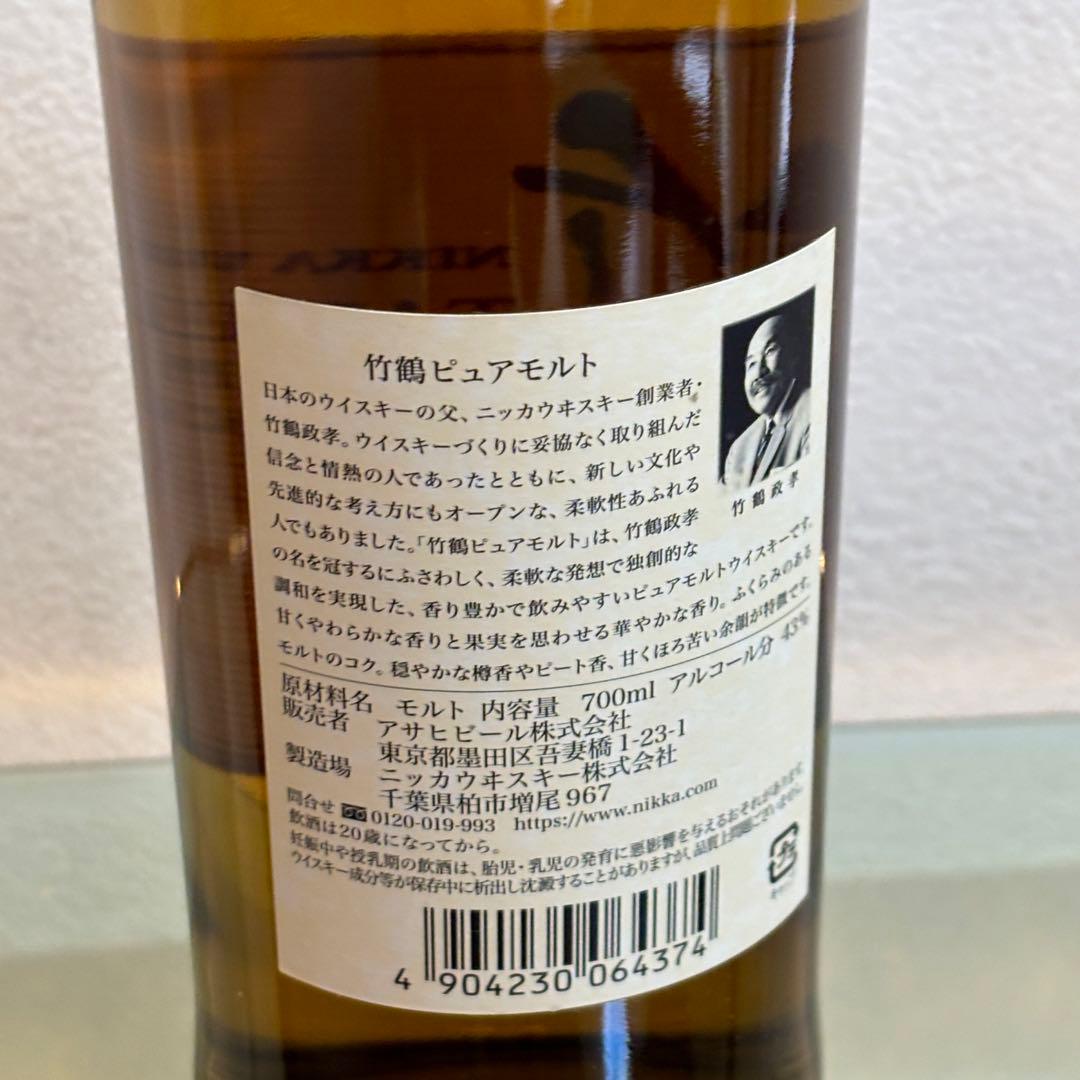 NIKKA
竹鶴ピュアモルト
日本のウイスキーの父、ニッカウヰスキー創業者・
竹鶴政孝。ウイスキーづくりに妥協なく取り組んだ
信念と情熱の人であったとともに、新しい文化や
先進的な考え方にもオープンな、柔軟性あふれる
人でもありました。「竹鶴ピュアモルト」は、竹鶴政孝
の名を冠するにふさわしく、柔軟な発想で独創的な
調和を実現した、香り豊かで飲みやすいピュアモルトウイスキーです。
甘くやわらかな香りと果実を思わせる華やかな香り。ふくらみのある
モルトのコク。穏やかな樽香やピート香、甘くほろ苦い余韻が特徴です。
竹鶴政孝
原材料名 モルト 内容量 700ml アルコール分 43%
販売者 アサヒビール株式会社
東京都墨田区吾妻橋1-23-1
製造場 ニッカウヰスキー株式会社
千葉県柏市増尾967
問合せ 0120-019-993 https://www.nikka.com
飲酒は20歳になってから。
妊娠中や授乳期の飲酒は、胎児・乳児の発育に悪影響を与えるおそれがあります。
ウイスキー成分等が保存中に析出し沈澱することがありますが、品質上問題ございません。
4 904230 064374